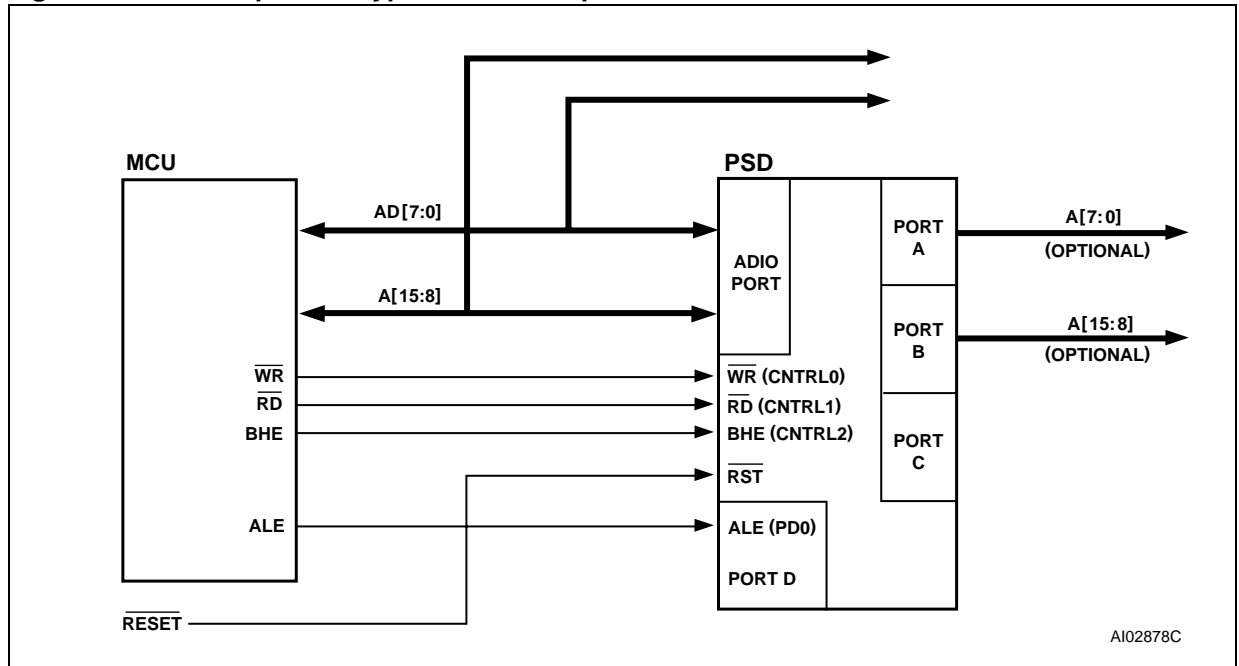 MCU
PSD
AD[7:0]
A[15:8]
WR
RD
BHE
ALE
RESET
ADIO
PORT
WR (CNTRL0)
RD (CNTRL1)
BHE (CNTRL2)
RST
ALE (PD0)
PORT D
PORT
A
PORT
B
PORT
C
A[7:0]
(OPTIONAL)
A[15:8]
(OPTIONAL)
AI02878C